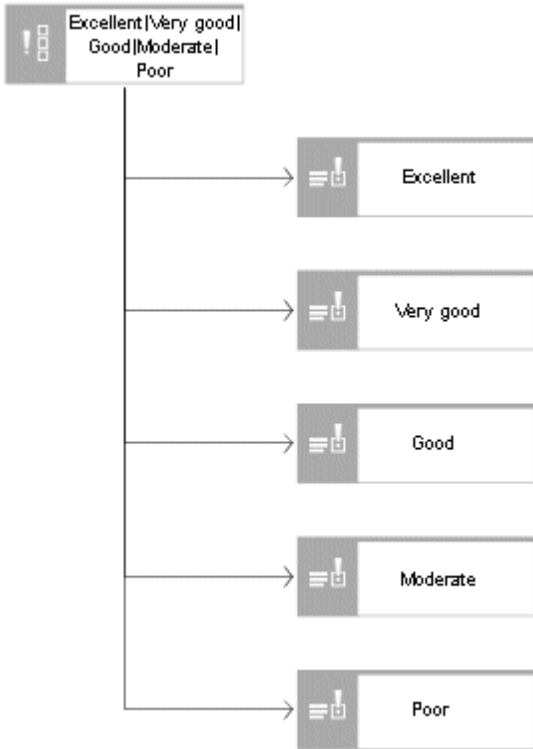 Excellent|Very good|
Good|Moderate|
Poor
Excellent
Very good
Good
Moderate
Poor